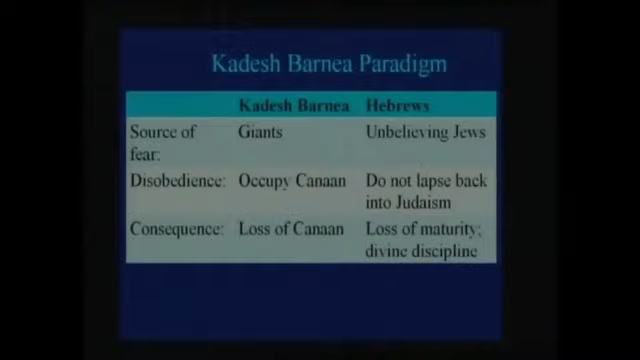 Kadesh Barnea Paradigm
Kadesh Barnea Hebrews
Source of fear: Giants Unbelieving Jews
Disobedience: Occupy Canaan Do not lapse back into Judaism
Consequence: Loss of Canaan Loss of maturity; divine discipline